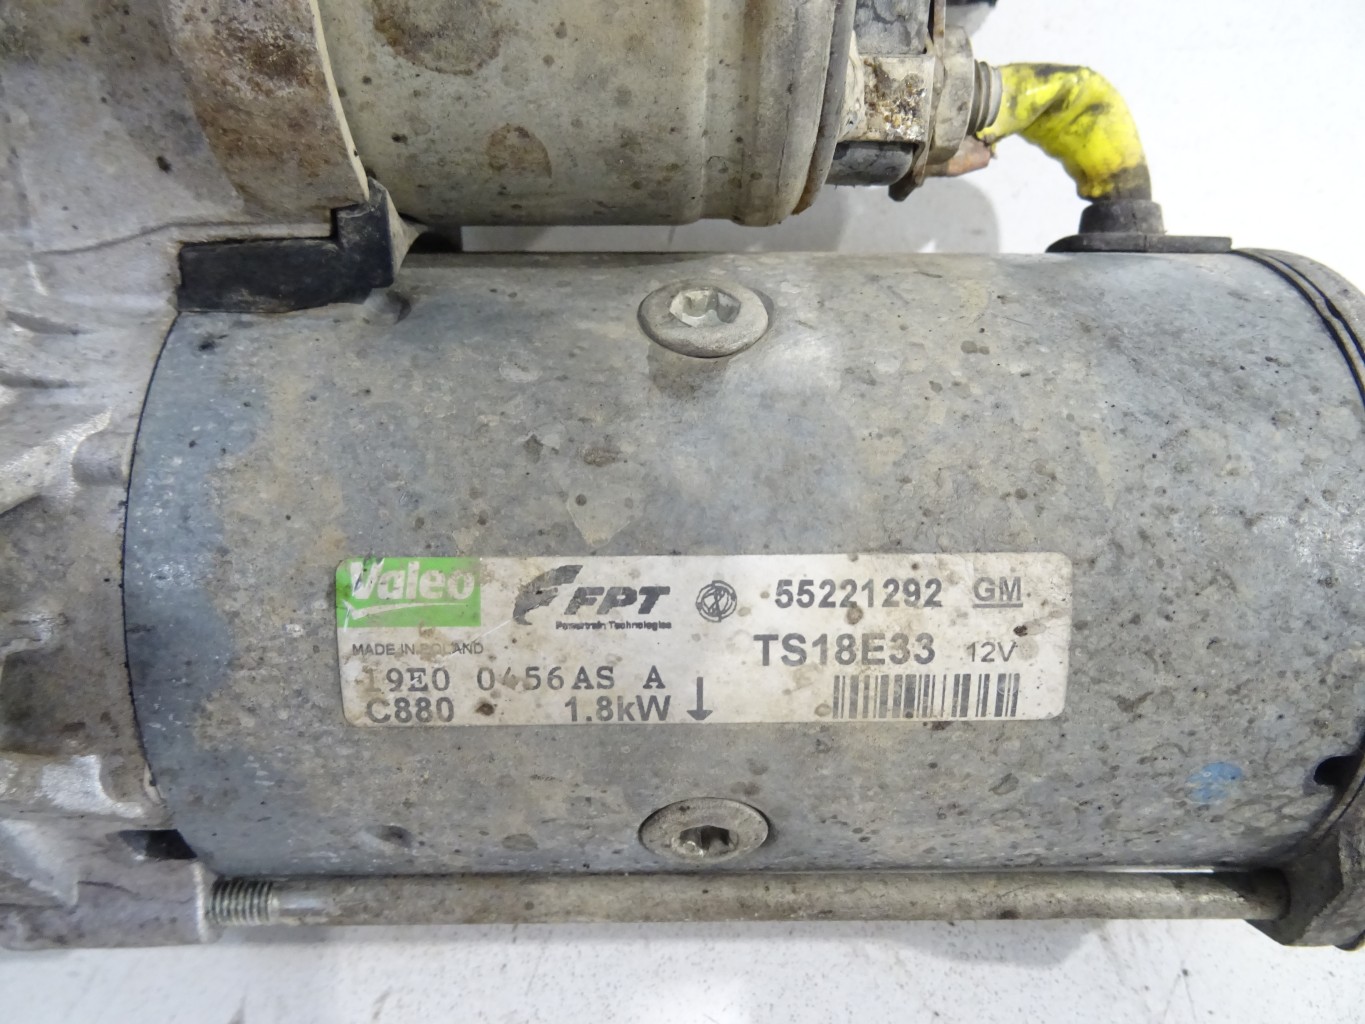 Valeo FPT 55221292 GM
Powertrain Technologies
MADE IN POLAND TS18E33 12V
19E0 0456AS A
C880 1.8kW